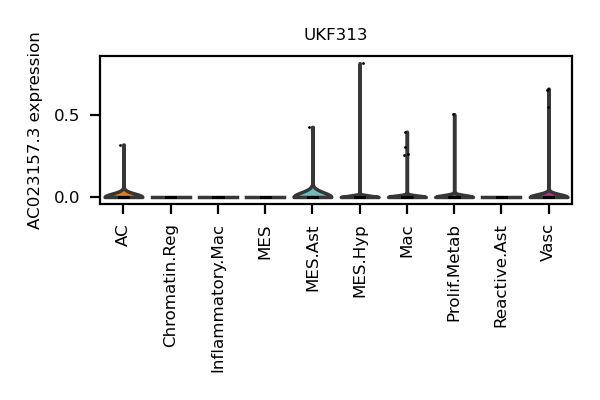 UKF313
AC023157.3 expression
0.5
0.0
AC
Chromatin.Reg
Inflammatory.Mac
MES
MES.Ast
MES.Hyp
Mac
Prolif.Metab
Reactive.Ast
Vasc